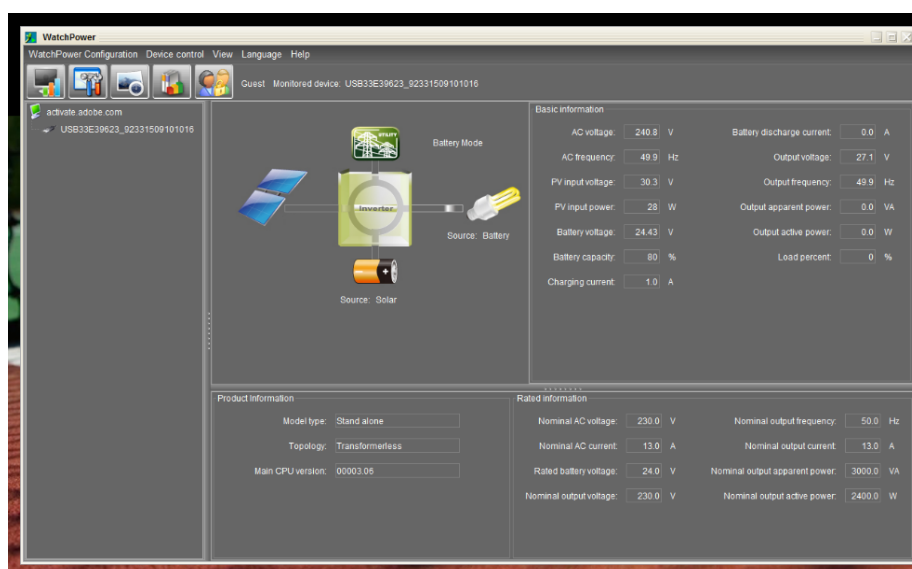 WatchPower
WatchPower Configuration Device control View Language Help
Guest Monitored device: USB33E39623_92331509101016
activate.adobe.com
USB33E39623_92331509101016
UTILITY
Battery Mode
Inverter
Source: Battery
Source: Solar
Basic information
AC voltage: 240.8 V
AC frequency: 49.9 Hz
PV input voltage: 30.3 V
PV input power: 28 W
Battery voltage: 24.43 V
Battery capacity: 80 %
Charging current: 1.0 A
Battery discharge current: 0.0 A
Output voltage: 27.1 V
Output frequency: 49.9 Hz
Output apparent power: 0.0 VA
Output active power: 0.0 W
Load percent: 0 %
Product information
Model type: Stand alone
Topology: Transformerless
Main CPU version: 00003.06
Rated information
Nominal AC voltage: 230.0 V
Nominal AC current: 13.0 A
Rated battery voltage: 24.0 V
Nominal output voltage: 230.0 V
Nominal output frequency: 50.0 Hz
Nominal output current: 13.0 A
Nominal output apparent power: 3000.0 VA
Nominal output active power: 2400.0 W